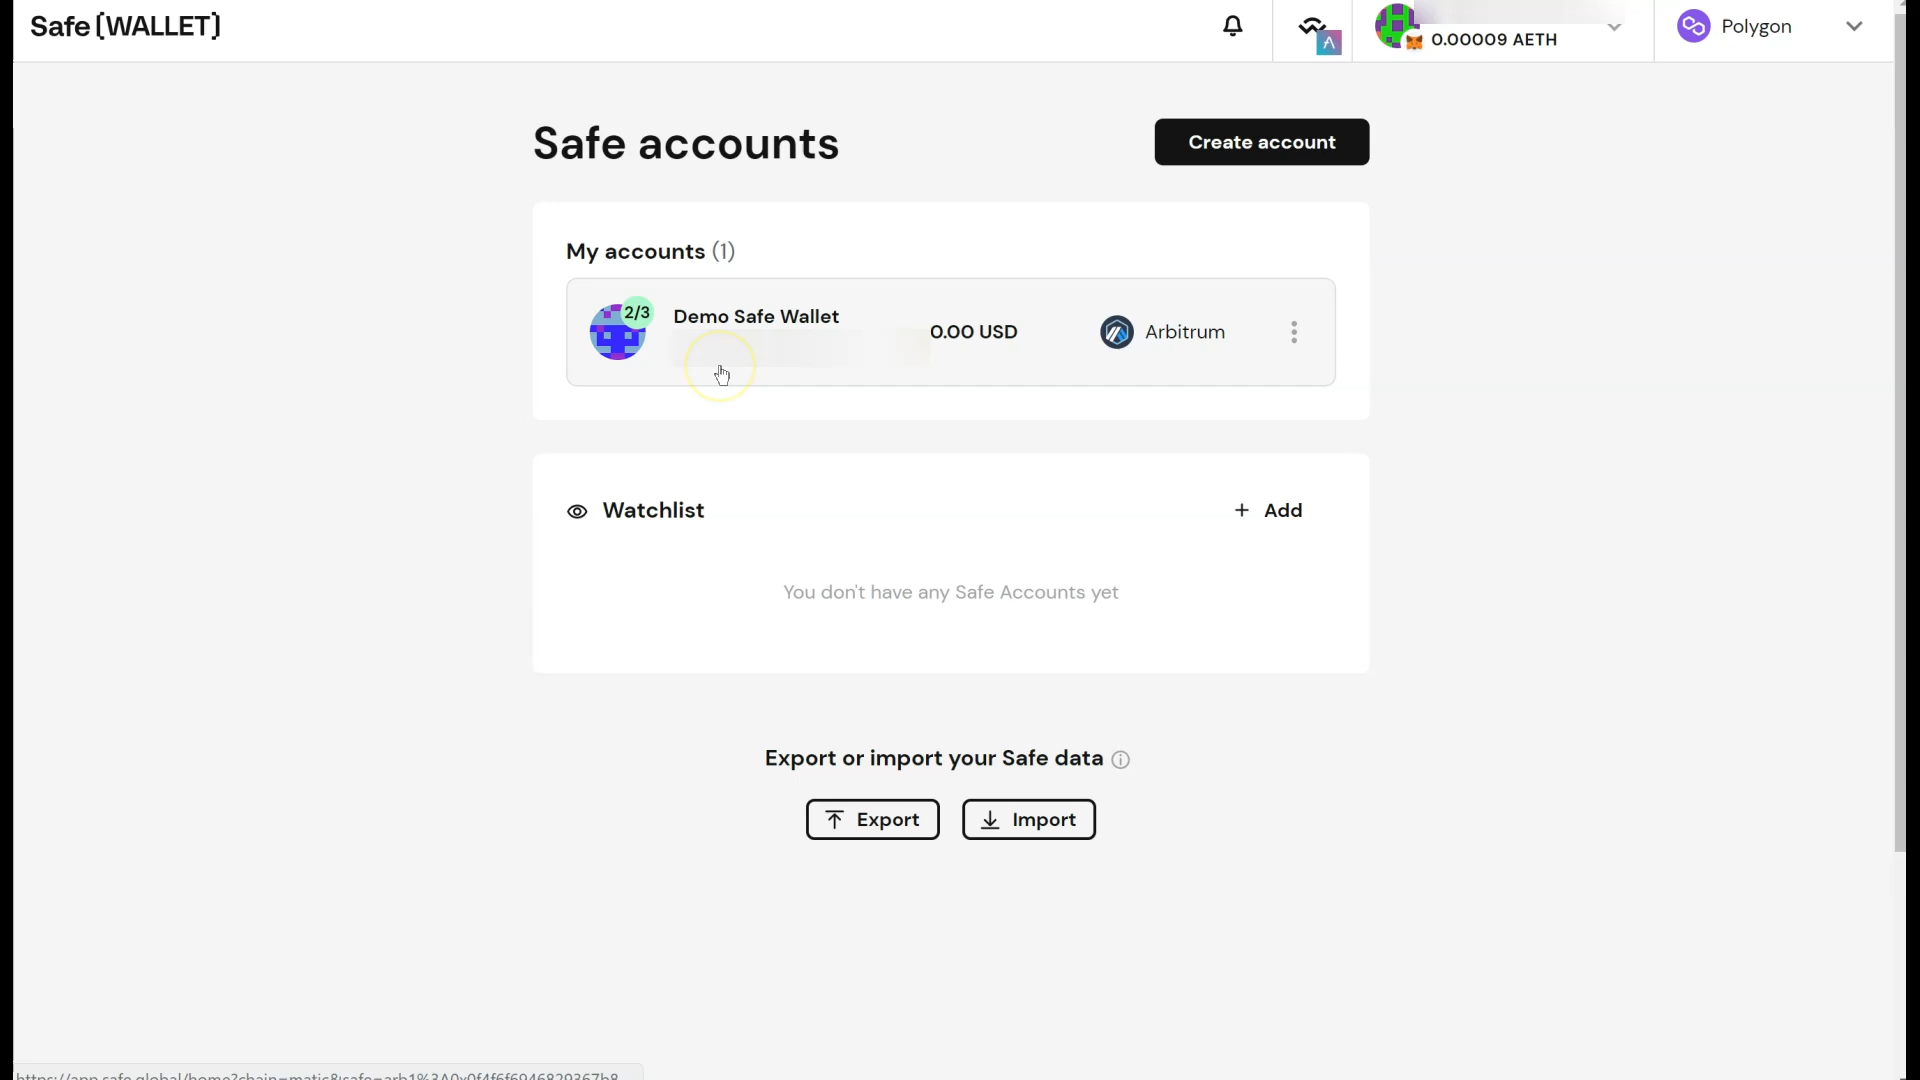 Safe{WALLET}
0.00009 AETH
Polygon
Safe accounts
Create account
My accounts (1)
2/3
Demo Safe Wallet
0.00 USD
Arbitrum
Watchlist
+ Add
You don't have any Safe Accounts yet
Export or import your Safe data
Export
Import